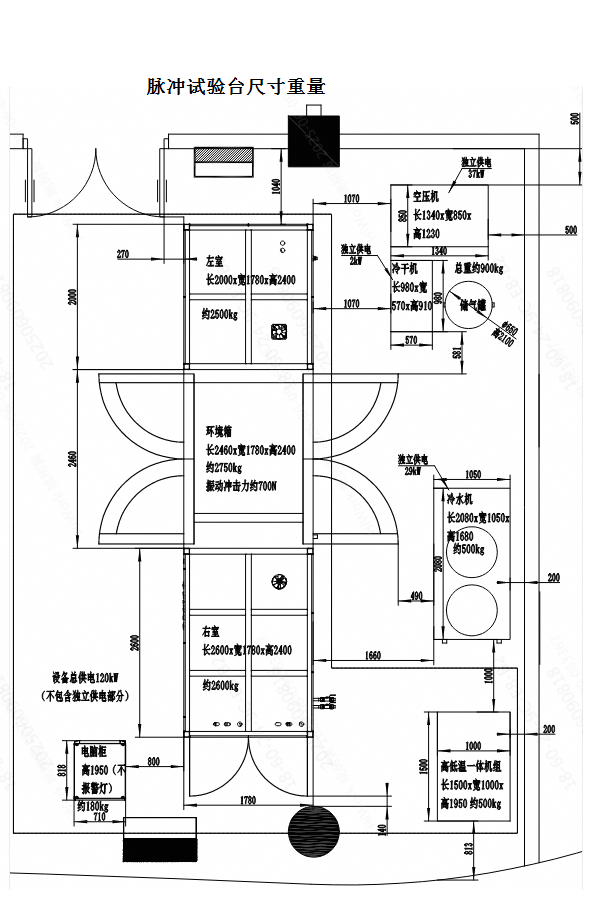 脉冲试验台尺寸重量
500
独立供电
37kW
1040
1070
850
空压机
长1340x宽850x
高1230
500
1340
270
左室
长2000x宽1780x高2400
独立供电
2kW
冷干机
长980x宽
570x高910
980
总重约900kg
储气罐
2000
约2500kg
1070
高2100
570
581
环境箱
长2460x宽1780x高2400
约2750kg
振动冲击力约700N
2460
独立供电
29kW
1050
冷水机
长2080x宽1050x
高1680
约500kg
2080
200
490
2600
右室
长2600x宽1780x高2400
1660
设备总供电120kW
（不包含独立供电部分）
约2600kg
1000
200
电脑柜
高1950（不
报警灯）
818
800
1000
高低温一体机组
长1500x宽1000x
高1950 约500kg
1500
约180kg
710
1780
140
813